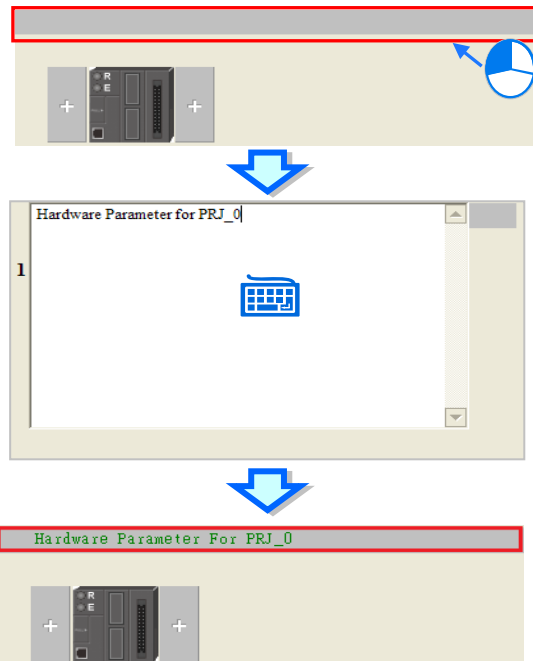 + R +
E
Hardware Parameter for PRJ_0
1
Hardware Parameter For PRJ_0
+ R +
E